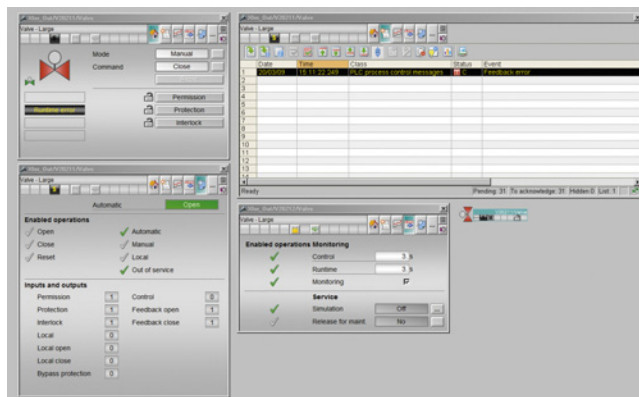 Valve - Large
Mode Manual
Command Close
Permission
Runtime error Protection
Interlock
Valve - Large
Date Time Class Status Event
1 20/03/09 15:11:22:249 PLC process control messages C Feedback error
2
3
4
5
6
7
8
9
10
11
12
13
14
Ready Pending: 31 To acknowledge: 31 Hidden:0 List: 1
Valve - Large
Automatic Open
Enabled operations
Open Automatic
Close Manual
Reset Local
Out of service
Inputs and outputs
Permission 1 Control 0
Protection 1 Feedback open 1
Interlock 1 Feedback close 1
Local 0
Local open 0
Local close 0
Bypass protection 0
Valve - Large
Enabled operations Monitoring
Control 3 s
Runtime 3 s
Monitoring
Service
Simulation Off ...
Release for maint. No ...